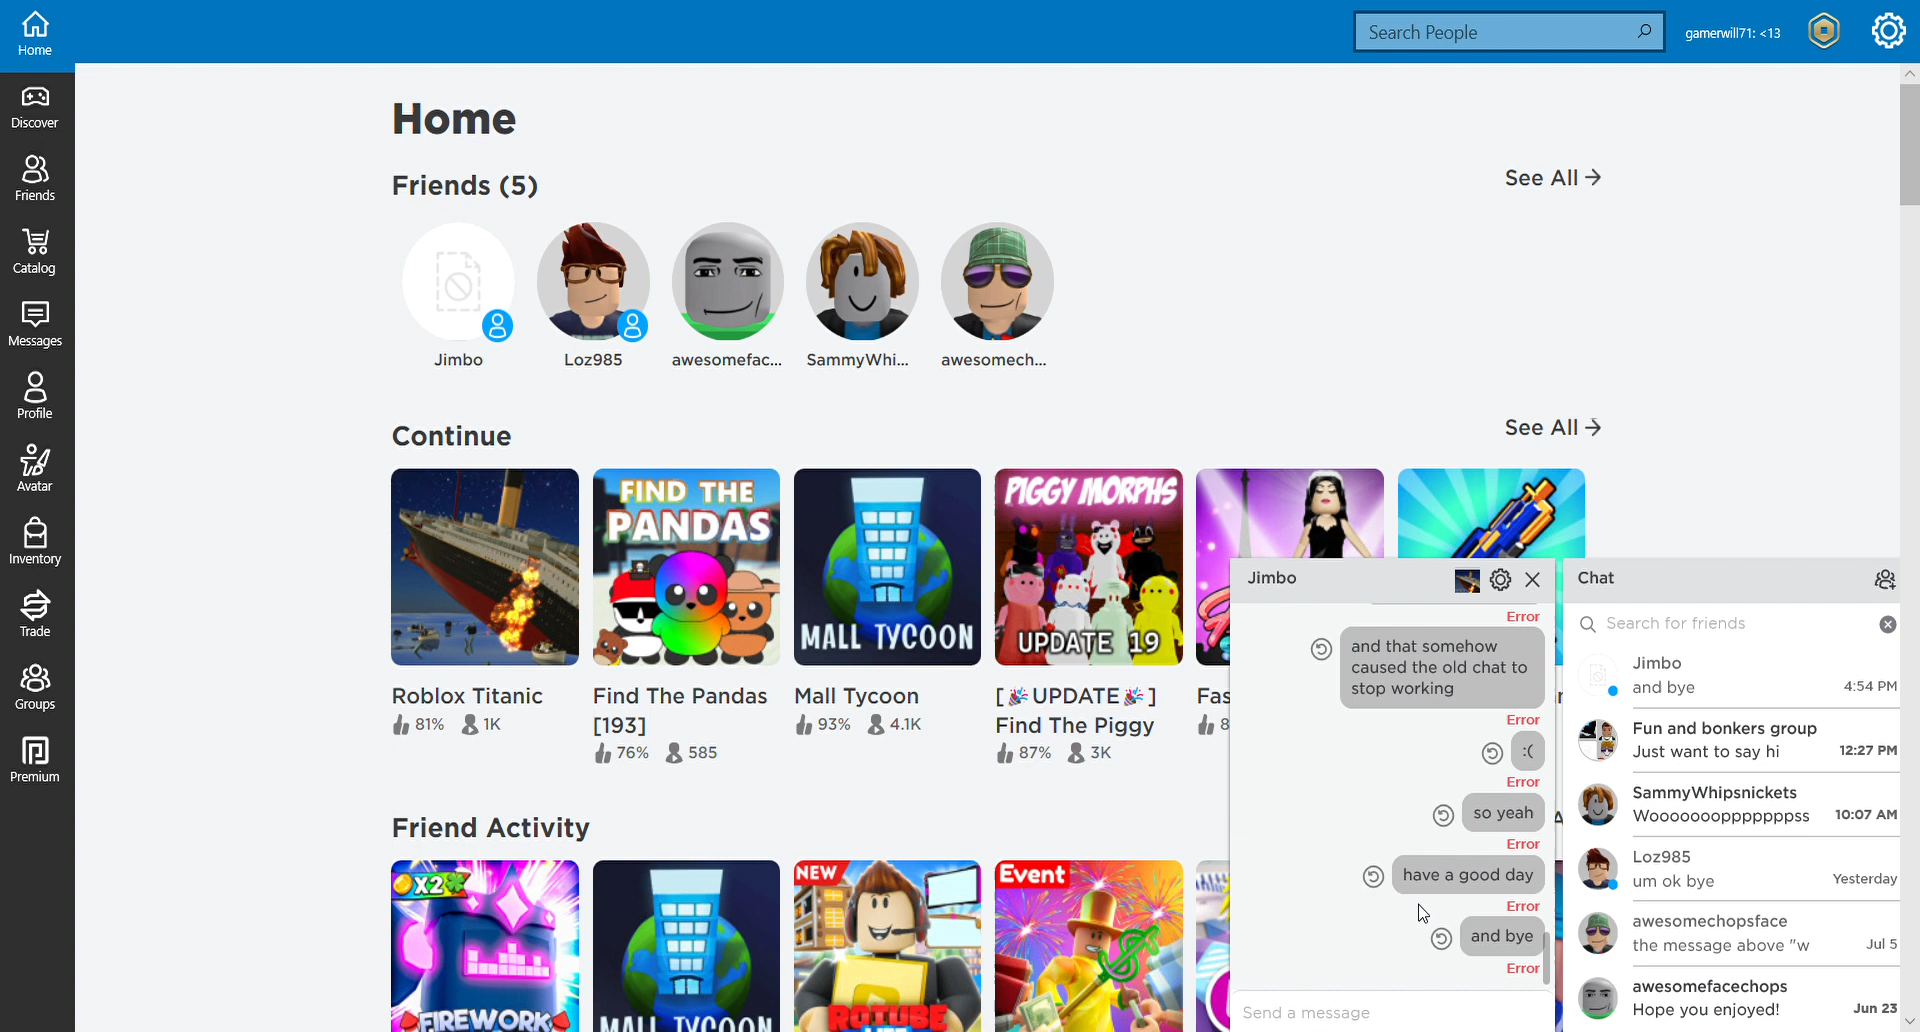 Home
Search People
gamerwill71: <13
Discover
Friends
Catalog
Messages
Profile
Avatar
Inventory
Trade
Groups
Premium
Home
Friends (5)
See All
Jimbo
Loz985
awesomefac...
SammyWhi...
awesomech...
Continue
See All
FIND THE
PANDAS
MALL TYCOON
PIGGY MORPHS
UPDATE 19
Roblox Titanic
81% 1K
Find The Pandas
[193]
76% 585
Mall Tycoon
93% 4.1K
[🎉UPDATE🎉]
Find The Piggy
87% 3K
Fas
8
Friend Activity
X2
FIREWORK
MALL TYCOON
NEW
Event
Jimbo
Error
and that somehow
caused the old chat to
stop working
Error
:(
Error
so yeah
Error
have a good day
Error
and bye
Error
Send a message
Chat
Search for friends
Jimbo
and bye 4:54 PM
Fun and bonkers group
Just want to say hi 12:27 PM
SammyWhipsnickets
Wooooooopppppppss 10:07 AM
Loz985
um ok bye Yesterday
awesomechopsface
the message above "w Jul 5
awesomefacechops
Hope you enjoyed! Jun 23